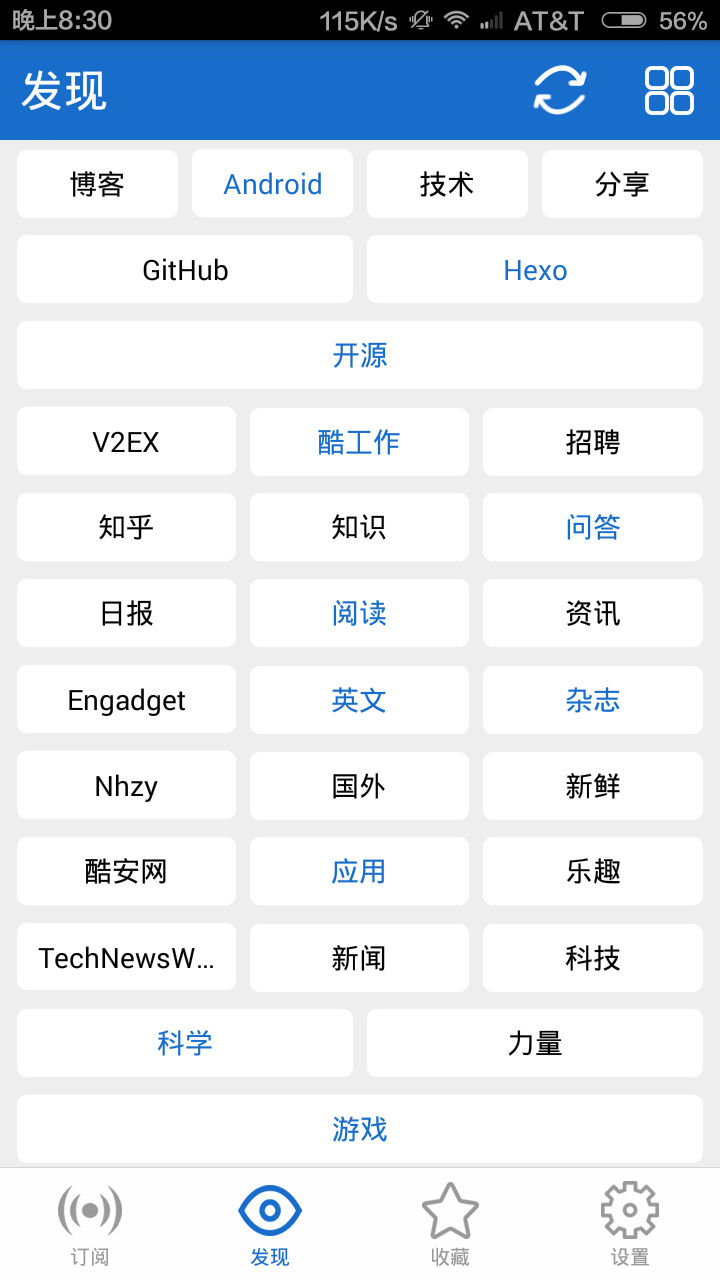 晚上8:30 115K/s AT&T 56%
发现
博客 Android 技术 分享
GitHub Hexo
开源
V2EX 酷工作 招聘
知乎 知识 问答
日报 阅读 资讯
Engadget 英文 杂志
Nhzy 国外 新鲜
酷安网 应用 乐趣
TechNewsW... 新闻 科技
科学 力量
游戏
订阅 发现 收藏 设置